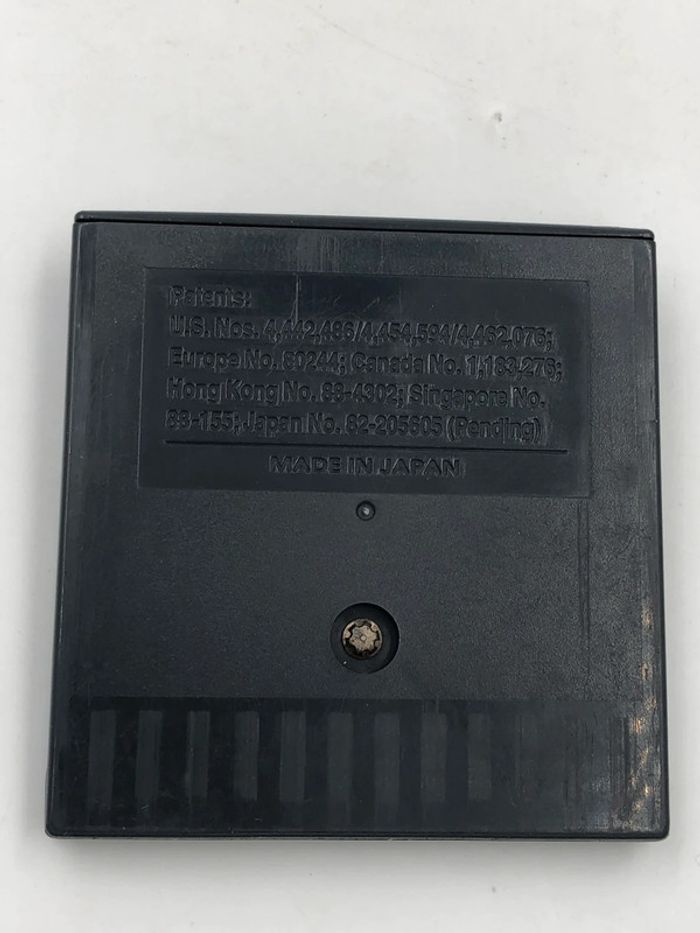 Patents:
U.S. Nos. 4,442,486/4,454,594/4,462,076;
Europe No. 80244; Canada No. 1,183,276;
Hong Kong No. 88-4302; Singapore No.
88-155; Japan No. 82-205605 (Pending)
MADE IN JAPAN